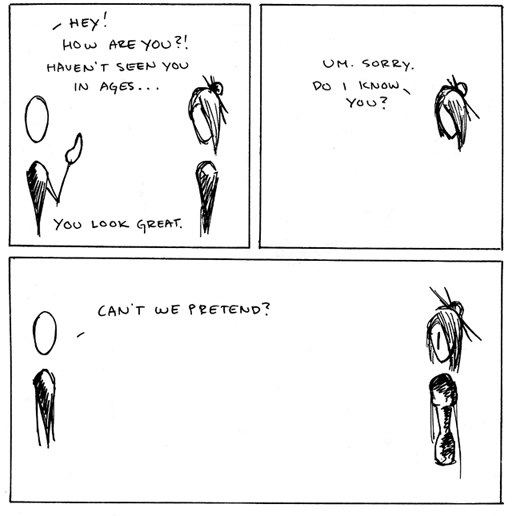 HEY!
HOW ARE YOU?!
HAVEN'T SEEN YOU
IN AGES...
YOU LOOK GREAT.
UM. SORRY.
DO I KNOW
YOU?
CAN'T WE PRETEND?